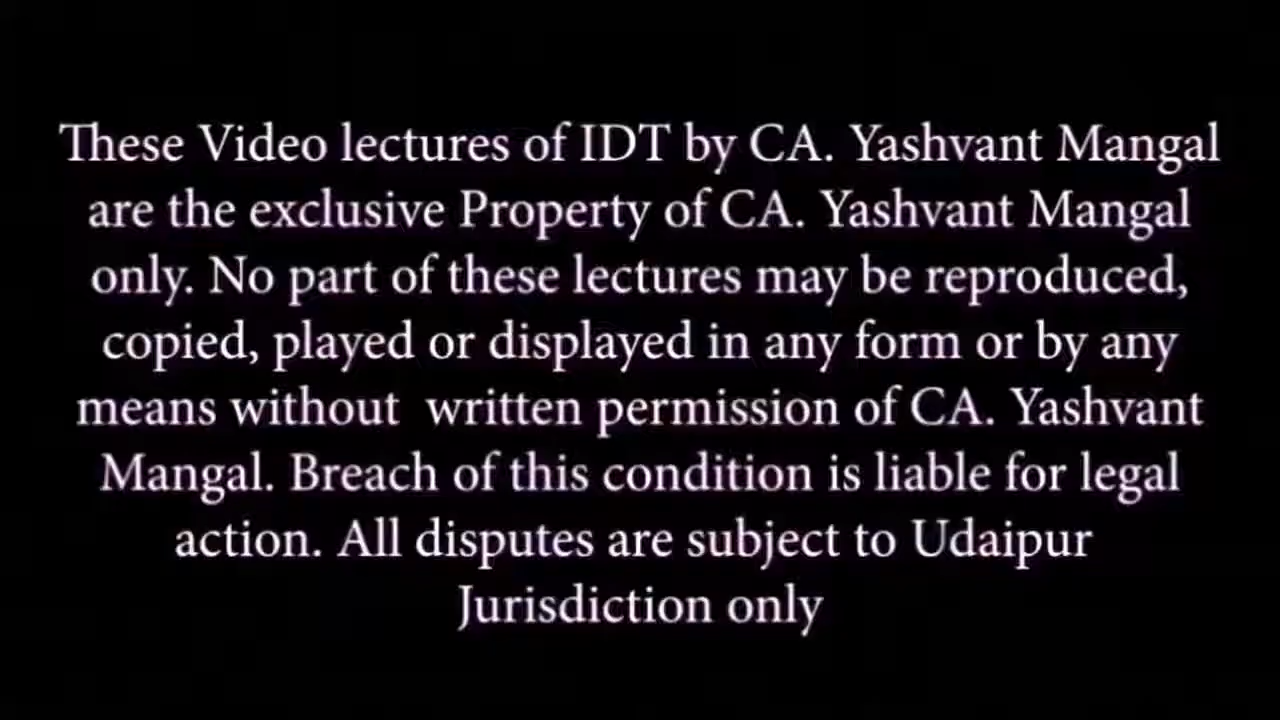 These Video lectures of IDT by CA. Yashvant Mangal
are the exclusive Property of CA. Yashvant Mangal
only. No part of these lectures may be reproduced,
copied, played or displayed in any form or by any
means without  written permission of CA. Yashvant
Mangal. Breach of this condition is liable for legal
action. All disputes are subject to Udaipur
Jurisdiction only